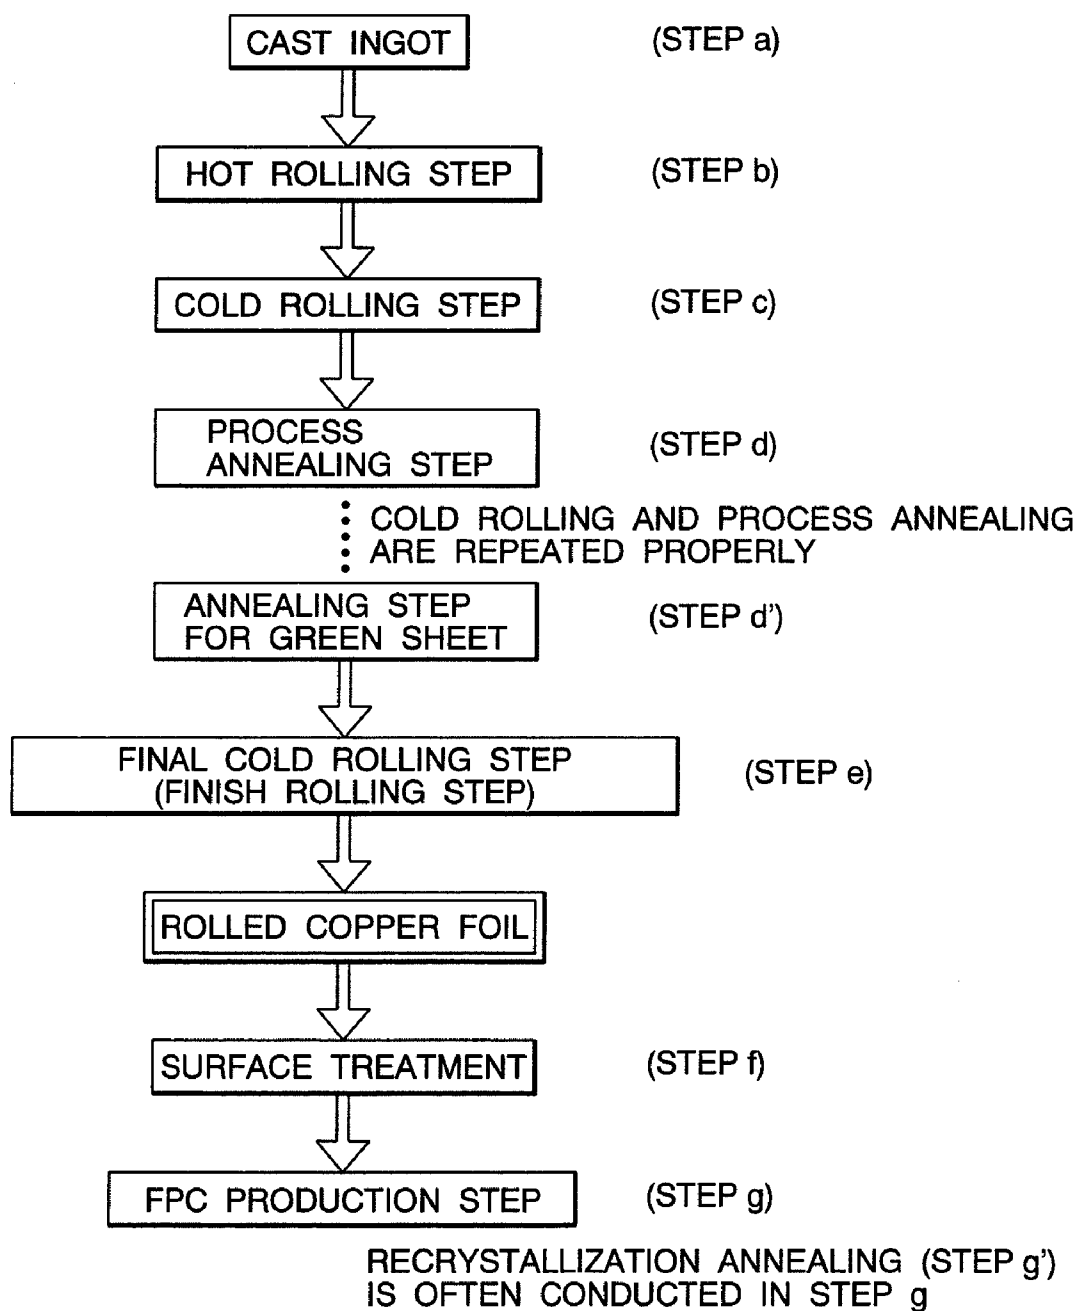 CAST INGOT (STEP a)
HOT ROLLING STEP (STEP b)
COLD ROLLING STEP (STEP c)
PROCESS
ANNEALING STEP (STEP d)
COLD ROLLING AND PROCESS ANNEALING
ARE REPEATED PROPERLY
ANNEALING STEP
FOR GREEN SHEET (STEP d')
FINAL COLD ROLLING STEP
(FINISH ROLLING STEP) (STEP e)
ROLLED COPPER FOIL
SURFACE TREATMENT (STEP f)
FPC PRODUCTION STEP (STEP g)
RECRYSTALLIZATION ANNEALING (STEP g')
IS OFTEN CONDUCTED IN STEP g